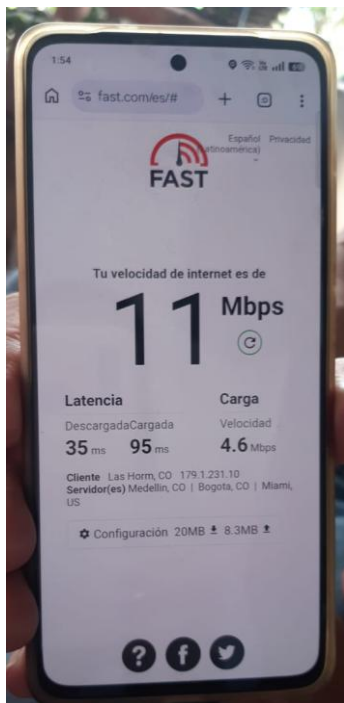 1:54
fast.com/es/#
Español Privacidad
FAST
Tu velocidad de internet es de
11 Mbps
Latencia Carga
DescargadaCargada Velocidad
35 ms 95 ms 4.6 Mbps
Cliente Las Horm, CO 179.1.231.10
Servidor(es) Medellin, CO | Bogota, CO | Miami,
US
Configuración 20MB 8.3MB
?
f